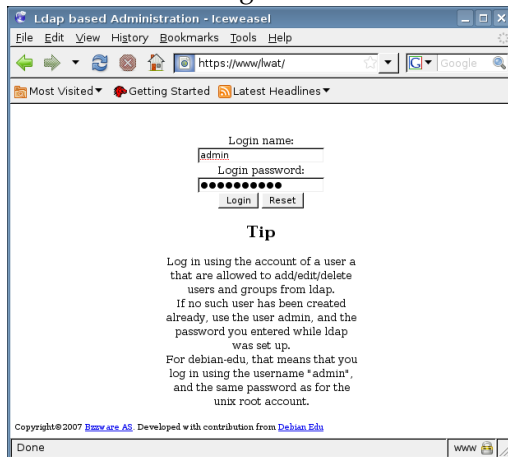 Ldap based Administration - Iceweasel
File Edit View History Bookmarks Tools Help
https://www/lwat/
G Google
Most Visited Getting Started Latest Headlines
Login name:
admin
Login password:
●●●●●●●●●●
Login Reset
Tip
Log in using the account of a user a
that are allowed to add/edit/delete
users and groups from ldap.
If no such user has been created
already, use the user admin, and the
password you entered while ldap
was set up.
For debian-edu, that means that you
log in using the username "admin",
and the same password as for the
unix root account.
Copyright©2007 Bzzware AS. Developed with contribution from Debian Edu
Done
www